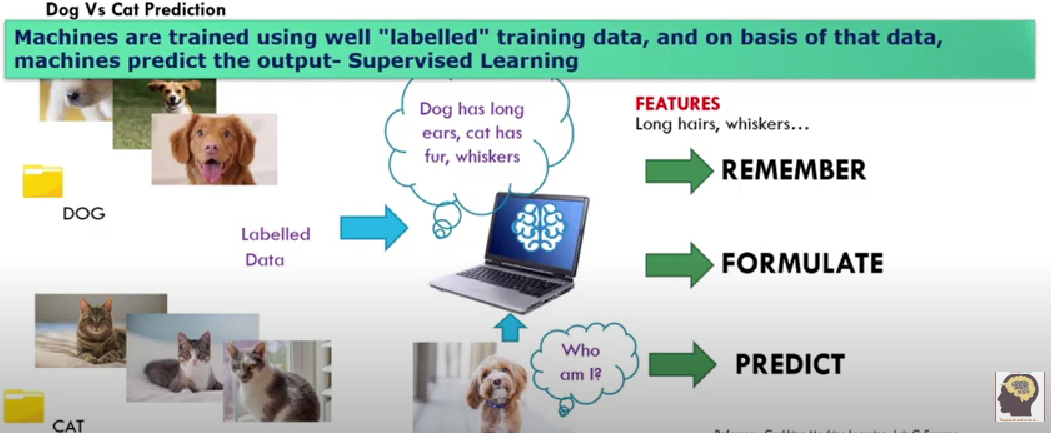 Dog Vs Cat Prediction
Machines are trained using well "labelled" training data, and on basis of that data,
machines predict the output- Supervised Learning
Dog has long
ears, cat has
fur, whiskers
FEATURES
Long hairs, whiskers...
REMEMBER
DOG
Labelled
Data
FORMULATE
Who
am I?
PREDICT
CAT